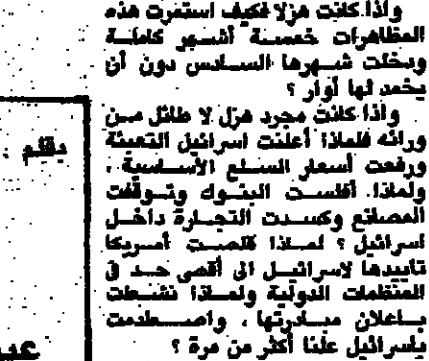 واذا كانت هزلا فكيف استمرت هذه
المظاهرات خمسة أشهر كاملة
ودخلت شهرها السادس دون أن
يخمد لها أوار ؟
واذا كانت مجرد هزل لا طائل من
ورائه فلماذا أعلنت اسرائيل التعبئة
ورفعت أسعار السلع الأساسية ،
ولماذا أفلست البنوك وتوقفت
المصانع وكسدت التجارة داخل
اسرائيل ؟ لماذا قلصت أمريكا
تأييدها لاسرائيل الى أقصى حد في
المنظمات الدولية ولماذا نشطت
باعلان مبادرتها ، واصطدمت
باسرائيل علنا أكثر من مرة ؟
بقلم :